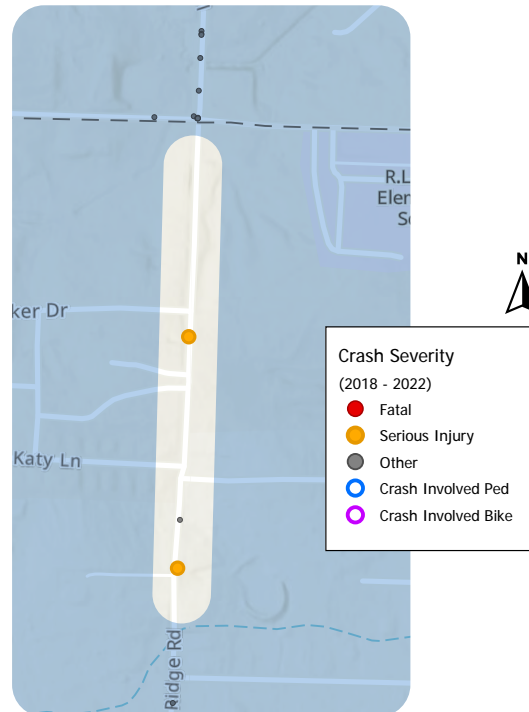 R.L
Elen
Sc
N
ker Dr
Crash Severity
(2018 - 2022)
Fatal
Serious Injury
Other
Crash Involved Ped
Crash Involved Bike
Katy Ln
Ridge Rd